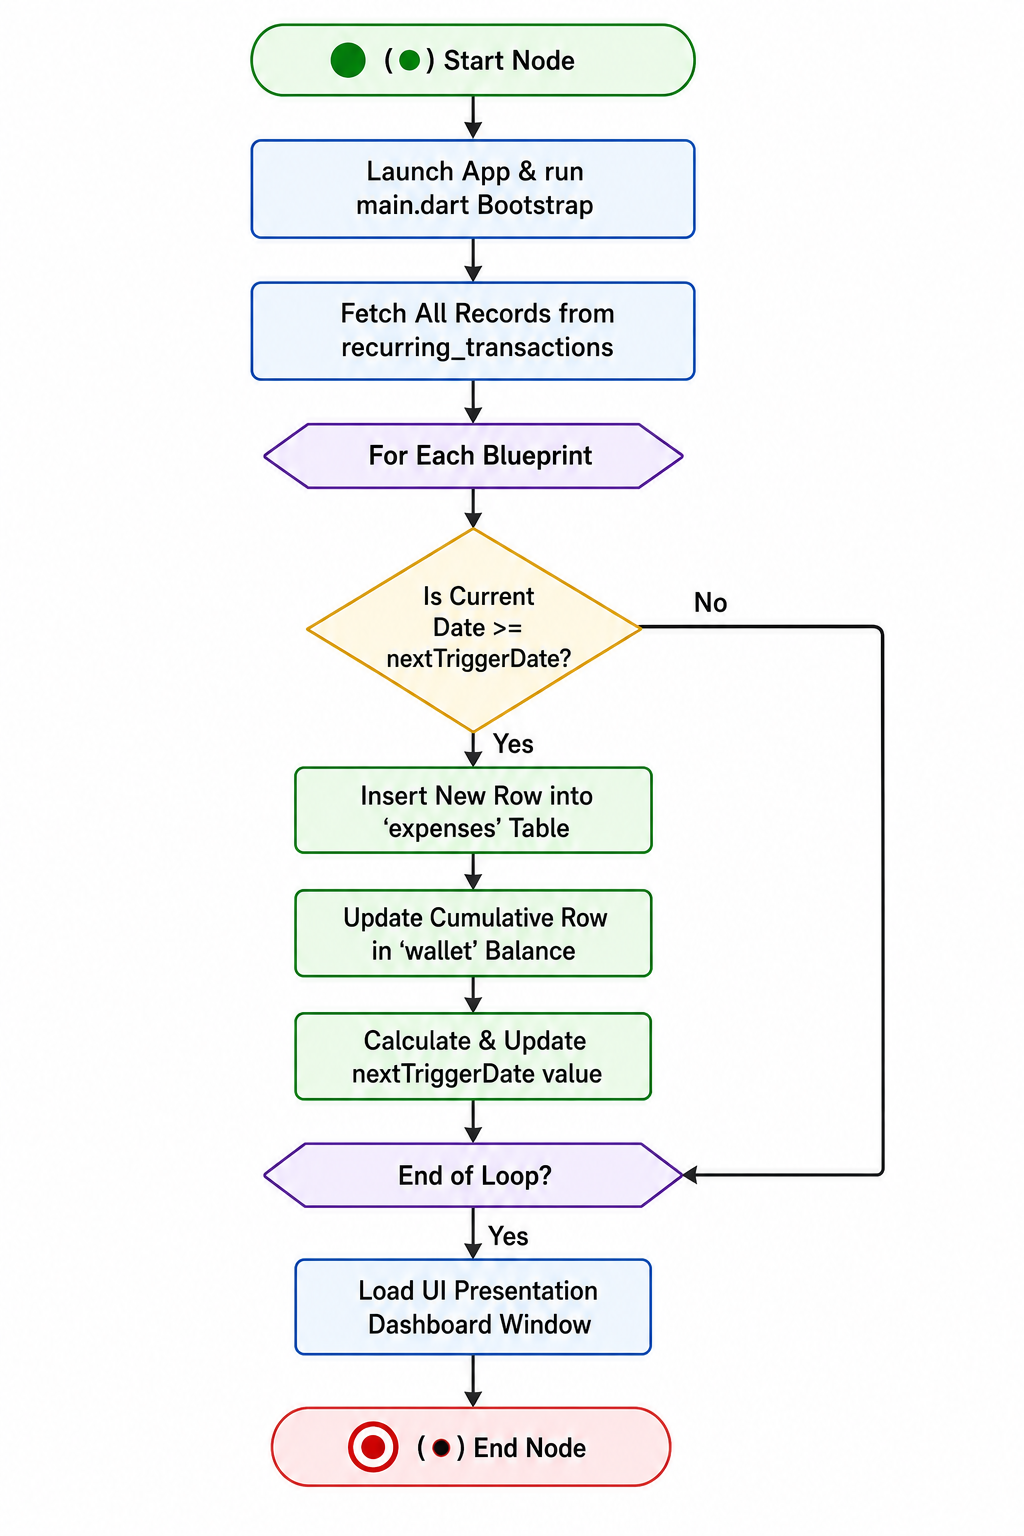 (●) Start Node
Launch App & run
main.dart Bootstrap
Fetch All Records from
recurring_transactions
For Each Blueprint
Is Current
Date >=
nextTriggerDate?
No
Yes
Insert New Row into
‘expenses’ Table
Update Cumulative Row
in ‘wallet’ Balance
Calculate & Update
nextTriggerDate value
End of Loop?
Yes
Load UI Presentation
Dashboard Window
(●) End Node